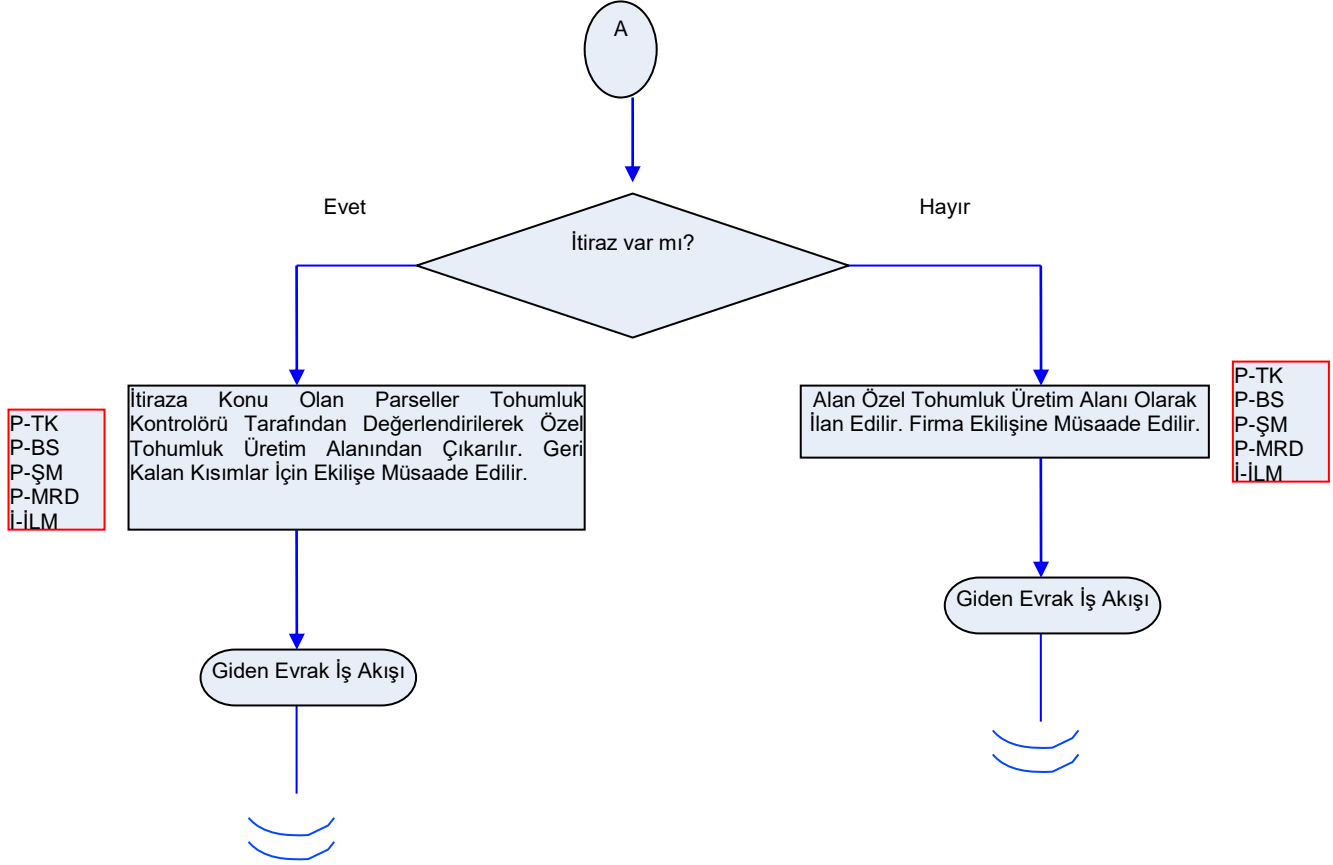 A
Evet
Hayır
İtiraz var mı?
İtiraza Konu Olan Parseller Tohumluk
Kontrolörü Tarafından Değerlendirilerek Özel
Tohumluk Üretim Alanından Çıkarılır. Geri
Kalan Kısımlar İçin Ekilişe Müsaade Edilir.
P-TK
P-BS
P-ŞM
P-MRD
İ-İLM
Alan Özel Tohumluk Üretim Alanı Olarak
İlan Edilir. Firma Ekilişine Müsaade Edilir.
P-TK
P-BS
P-ŞM
P-MRD
İ-İLM
Giden Evrak İş Akışı
Giden Evrak İş Akışı